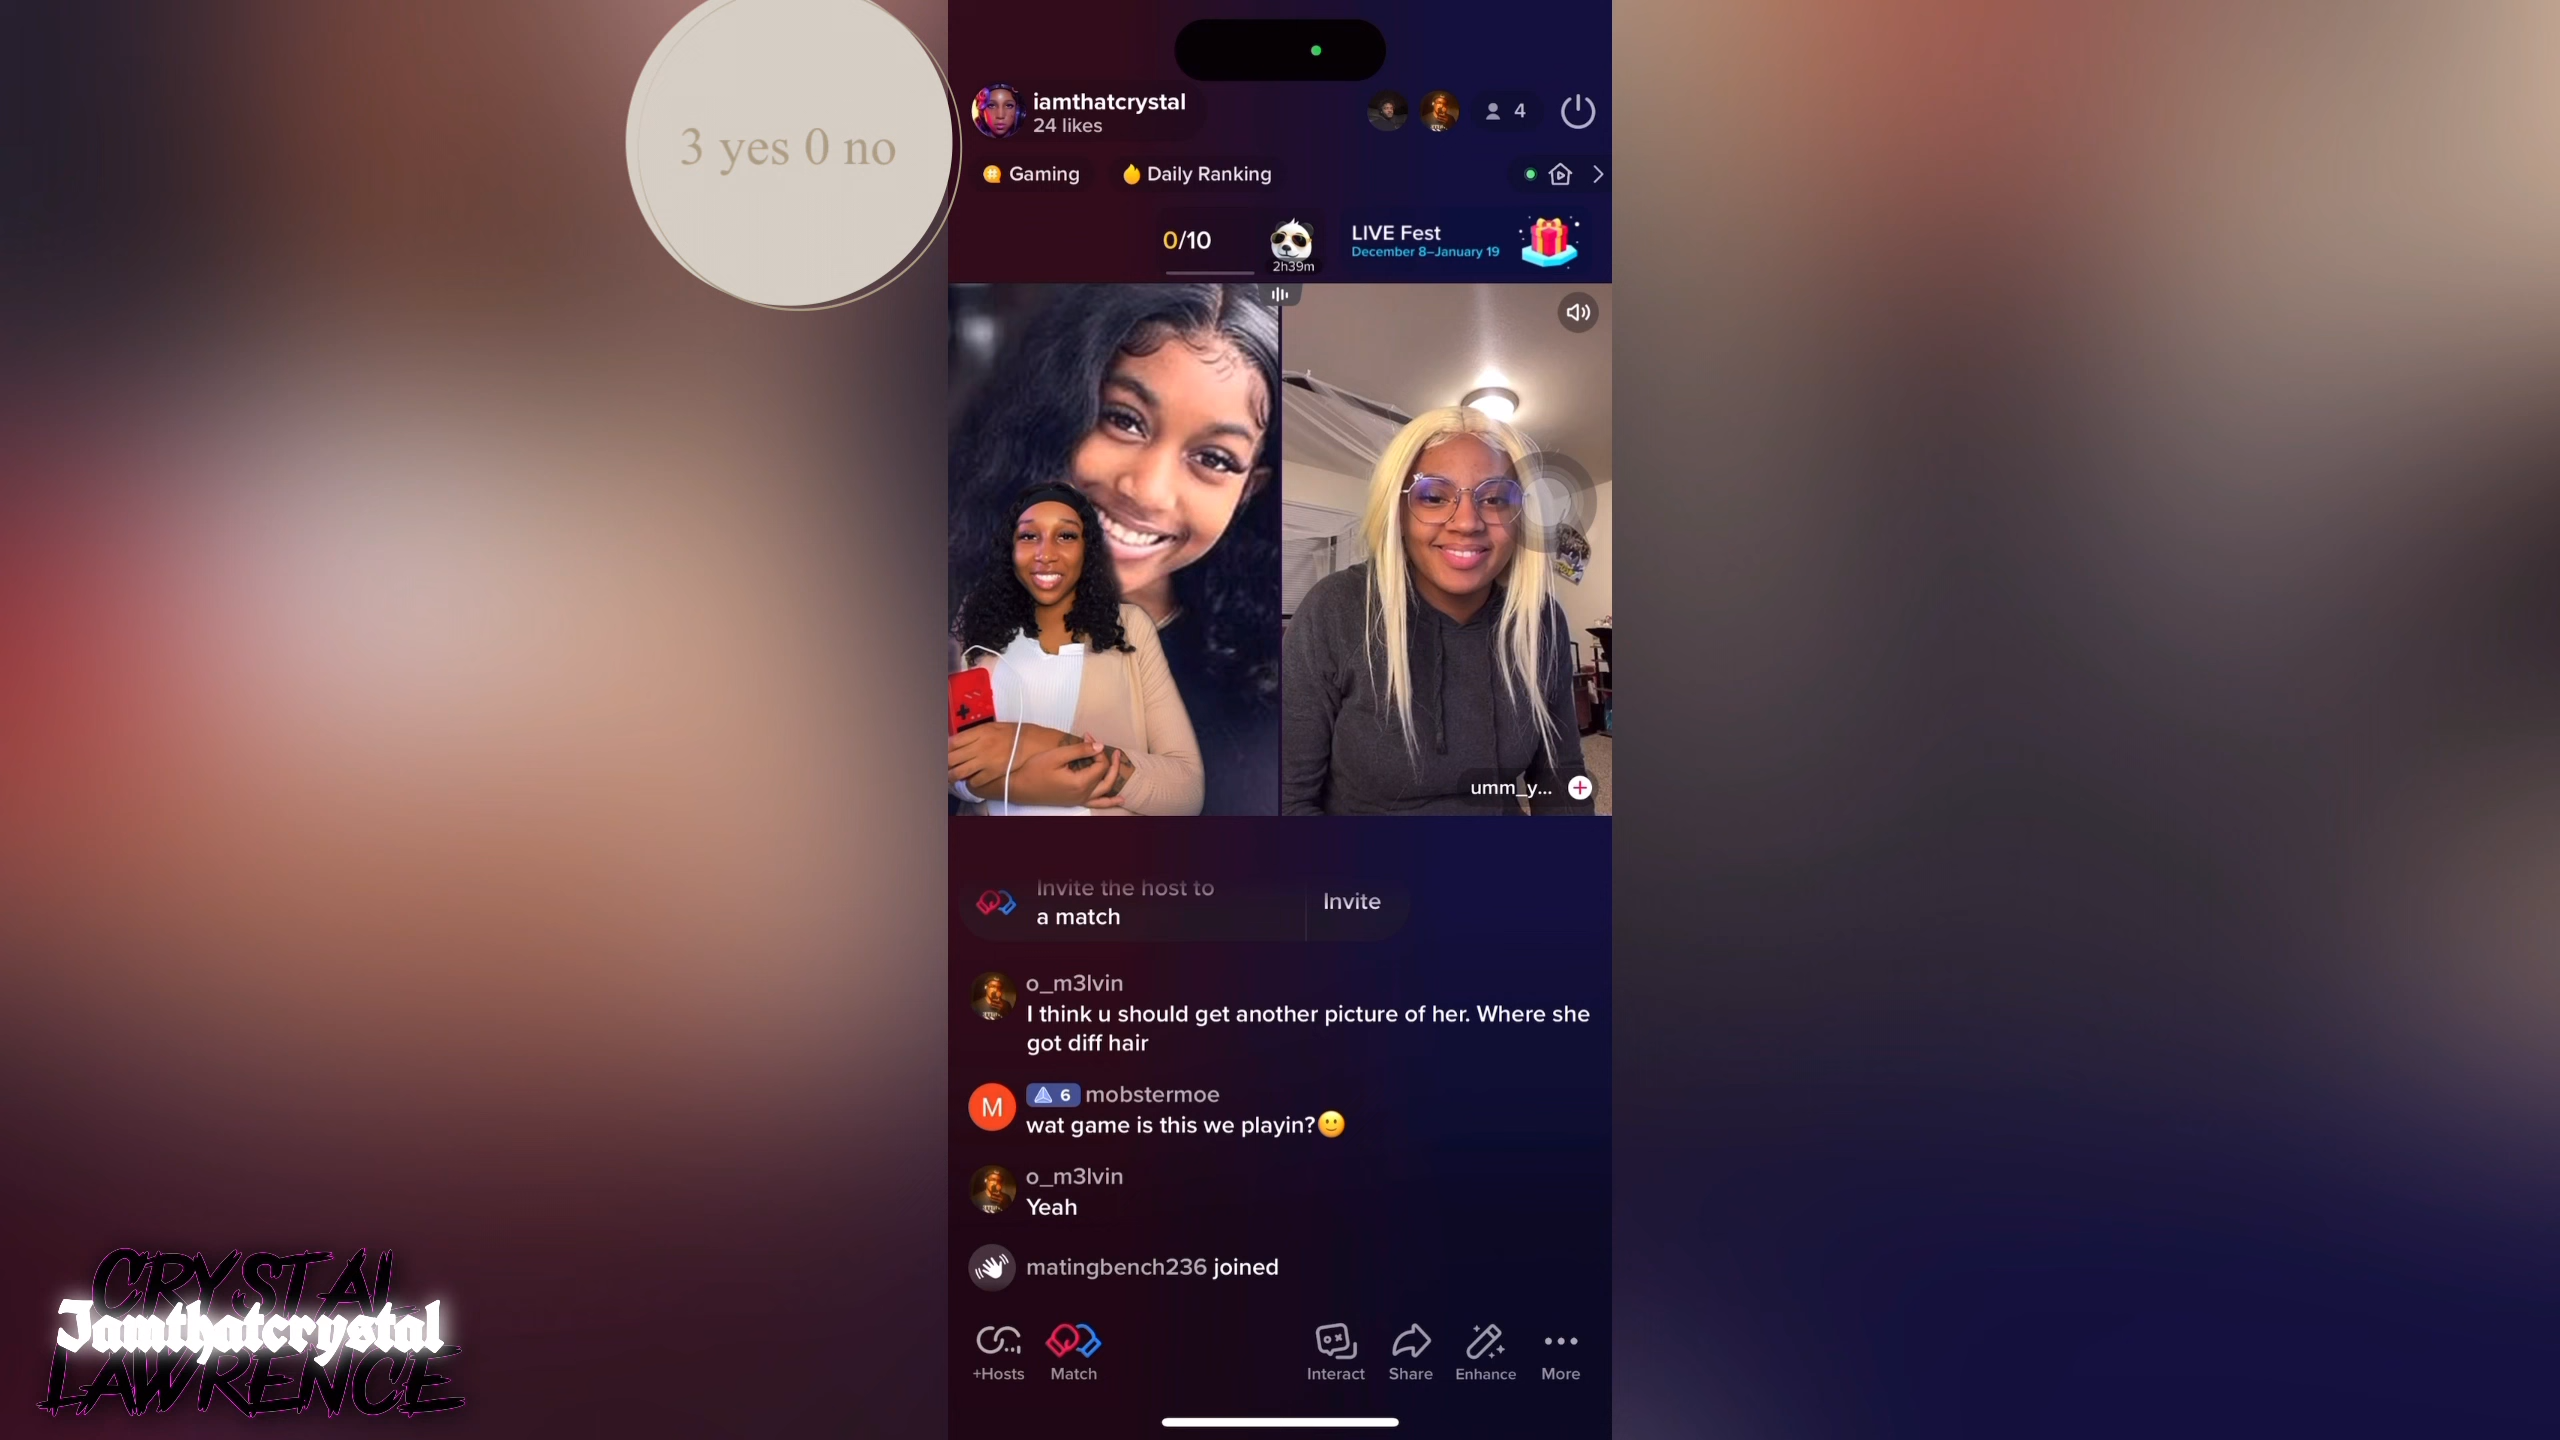 3 yes 0 no
iamthatcrystal
24 likes
4
Gaming
Daily Ranking
0/10
2h39m
LIVE Fest
December 8–January 19
umm_y...
Invite the host to
a match
Invite
o_m3lvin
I think u should get another picture of her. Where she
got diff hair
M
6 mobstermoe
wat game is this we playin?🙂
o_m3lvin
Yeah
matingbench236 joined
+Hosts
Match
Interact
Share
Enhance
More
CRYSTAL
Iamthatcrystal
LAWRENCE